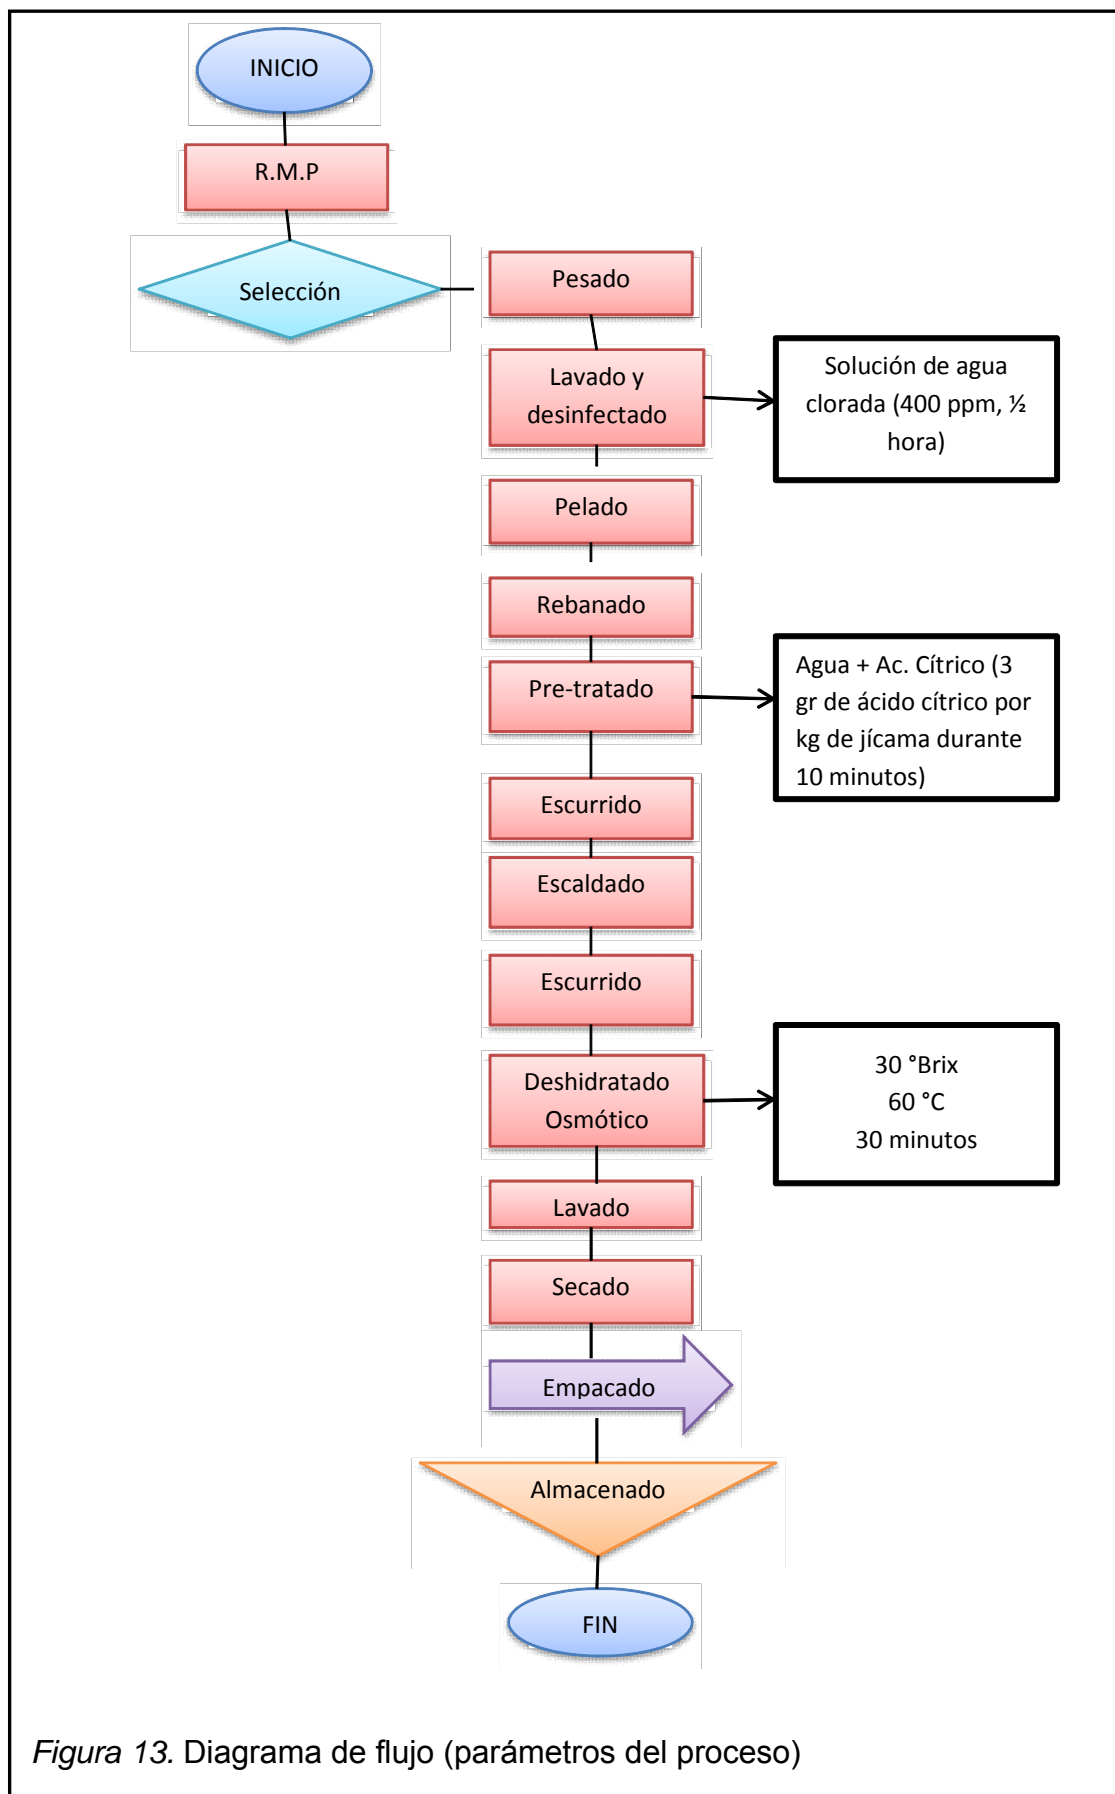 INICIO
R.M.P
Selección
Pesado
Lavado y
desinfectado
Solución de agua
clorada (400 ppm, ½
hora)
Pelado
Rebanado
Pre-tratado
Agua + Ac. Cítrico (3
gr de ácido cítrico por
kg de jícama durante
10 minutos)
Escurrido
Escaldado
Escurrido
Deshidratado
Osmótico
30 °Brix
60 °C
30 minutos
Lavado
Secado
Empacado
Almacenado
FIN
Figura 13. Diagrama de flujo (parámetros del proceso)